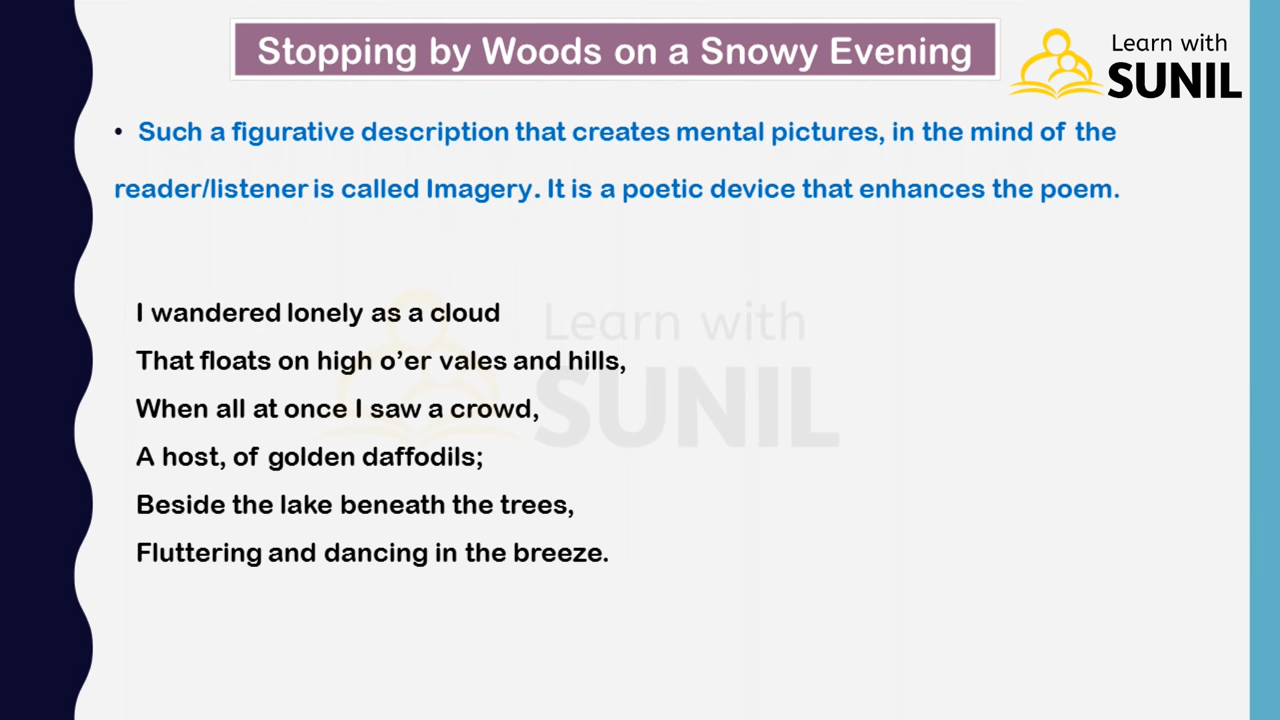 Stopping by Woods on a Snowy Evening
Learn with
SUNIL
• Such a figurative description that creates mental pictures, in the mind of the
reader/listener is called Imagery. It is a poetic device that enhances the poem.
Learn with
SUNIL
I wandered lonely as a cloud
That floats on high o’er vales and hills,
When all at once I saw a crowd,
A host, of golden daffodils;
Beside the lake beneath the trees,
Fluttering and dancing in the breeze.